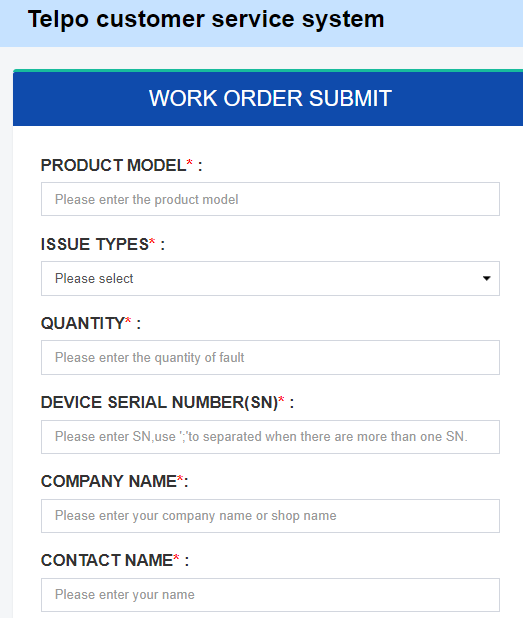 Telpo customer service system
WORK ORDER SUBMIT
PRODUCT MODEL* :
Please enter the product model
ISSUE TYPES* :
Please select
QUANTITY* :
Please enter the quantity of fault
DEVICE SERIAL NUMBER(SN)* :
Please enter SN,use ';'to separated when there are more than one SN.
COMPANY NAME*:
Please enter your company name or shop name
CONTACT NAME* :
Please enter your name